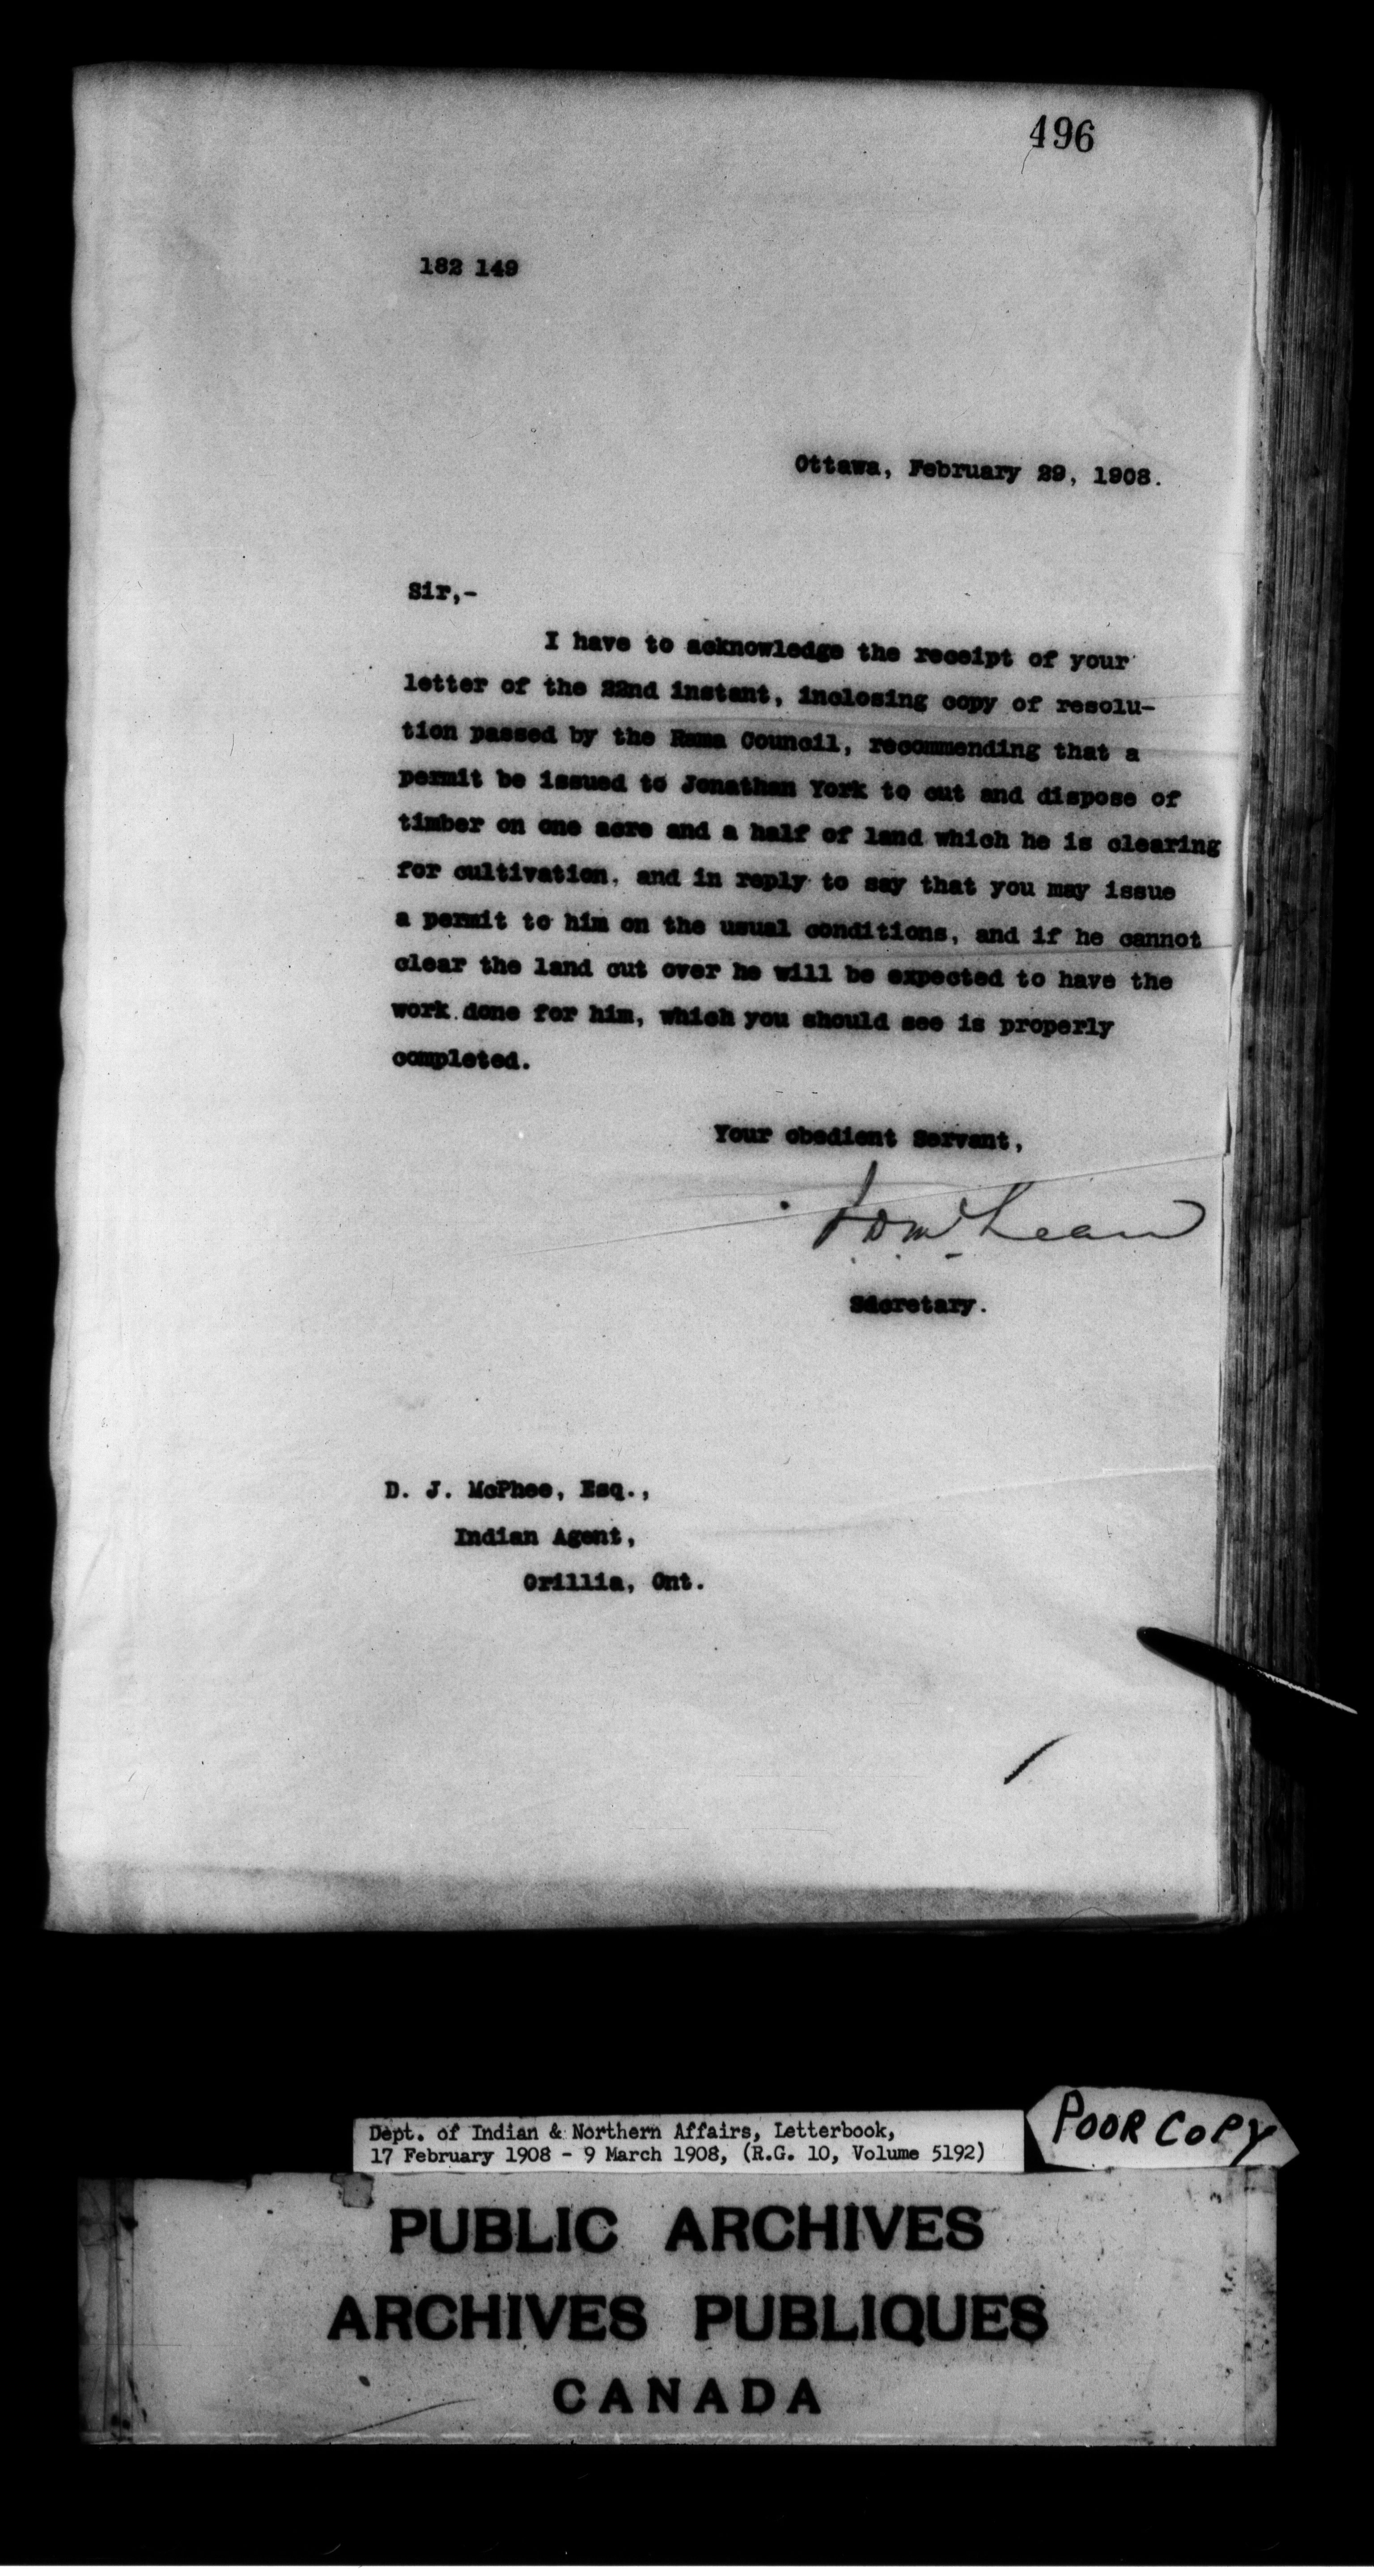 496
182 149
Ottawa, February 29, 1908.
Sir,-
I have to acknowledge the receipt of your
letter of the 22nd instant, inclosing copy of resolu-
tion passed by the Rama Council, recommending that a
permit be issued to Jonathan York to cut and dispose of
timber on one acre and a half of land which he is clearing
for cultivation, and in reply to say that you may issue
a permit to him on the usual conditions, and if he cannot
clear the land cut over he will be expected to have the
work done for him, which you should see is properly
completed.
Your obedient Servant,
J D McLean
Secretary.
D. J. McPhee, Esq.,
Indian Agent,
Orillia, Ont.
Dept. of Indian & Northern Affairs, Letterbook,
17 February 1908 - 9 March 1908, (R.G. 10, Volume 5192)
POOR COPY
PUBLIC ARCHIVES
ARCHIVES PUBLIQUES
CANADA